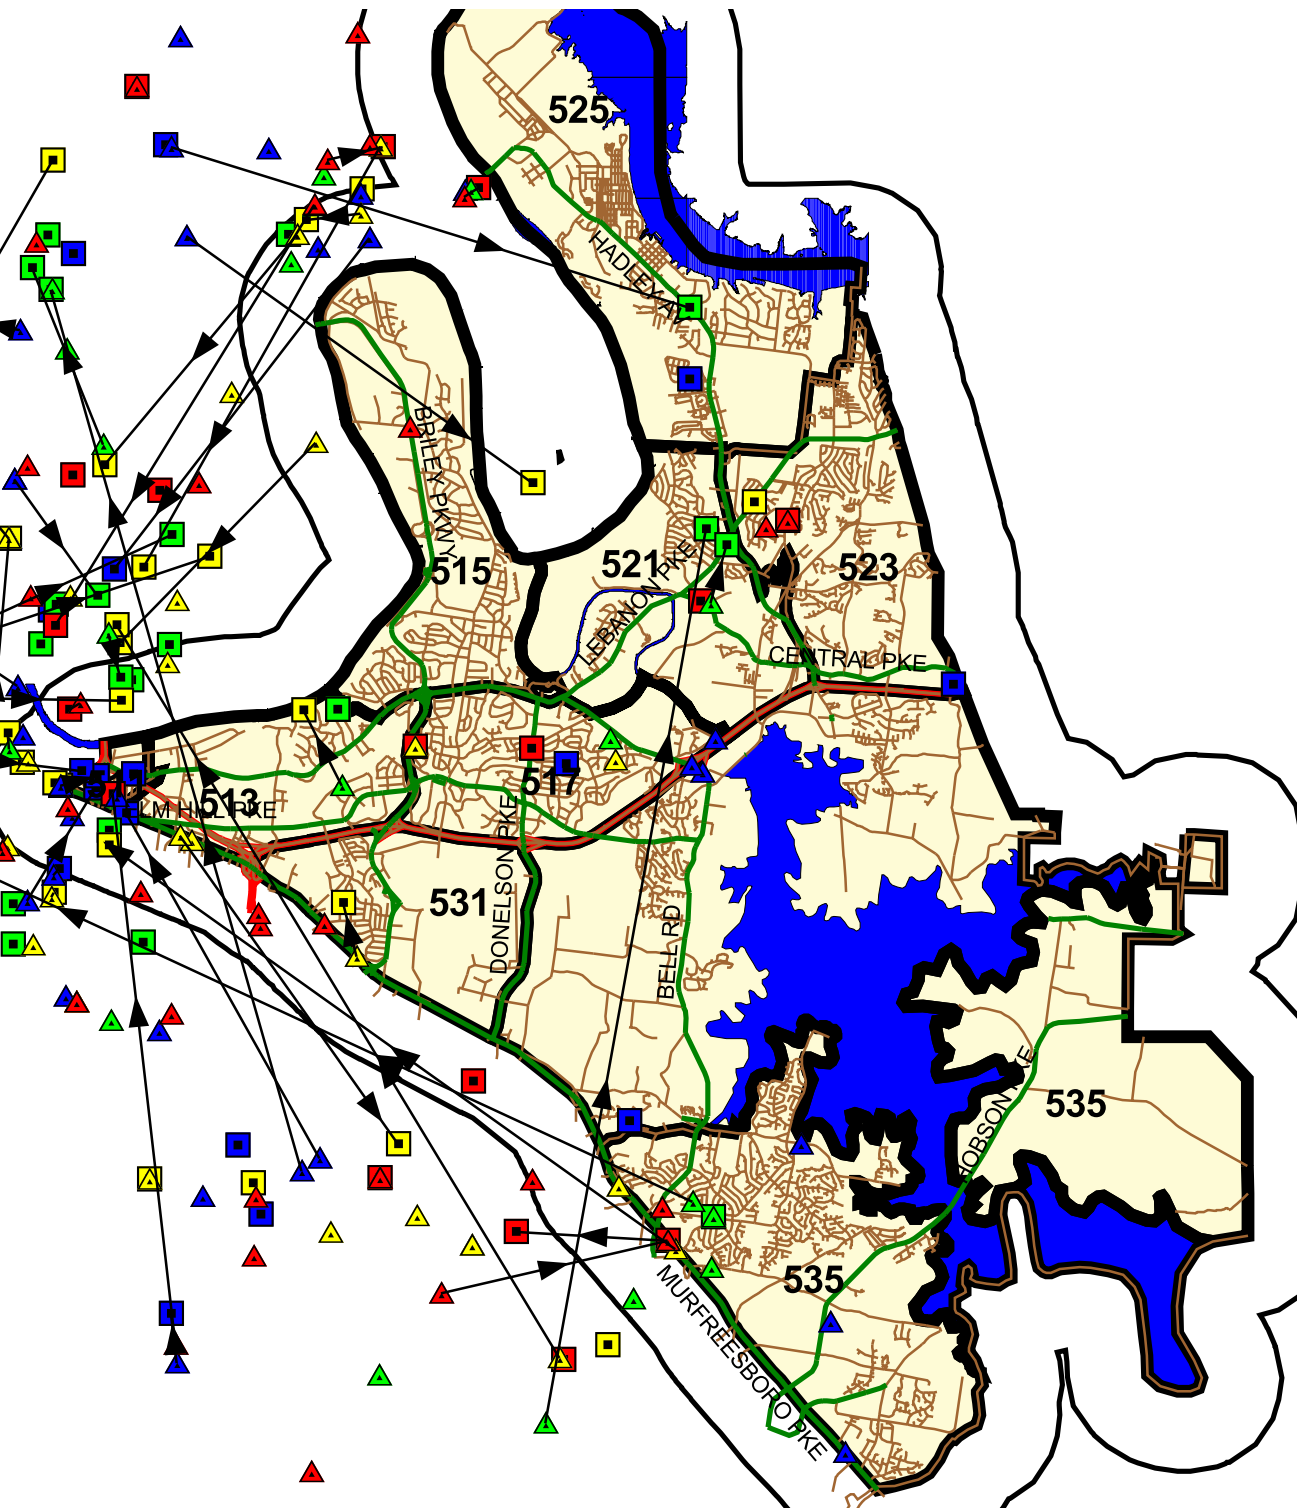 525
HADLEY AV
BRILEY PKWY
515
521
LEBANON PIKE
523
CENTRAL PKE
517
513
ELM HILL PKE
DONELSON PKE
531
BELL RD
HOBSON PKE
535
535
MURFREESBORO PKE